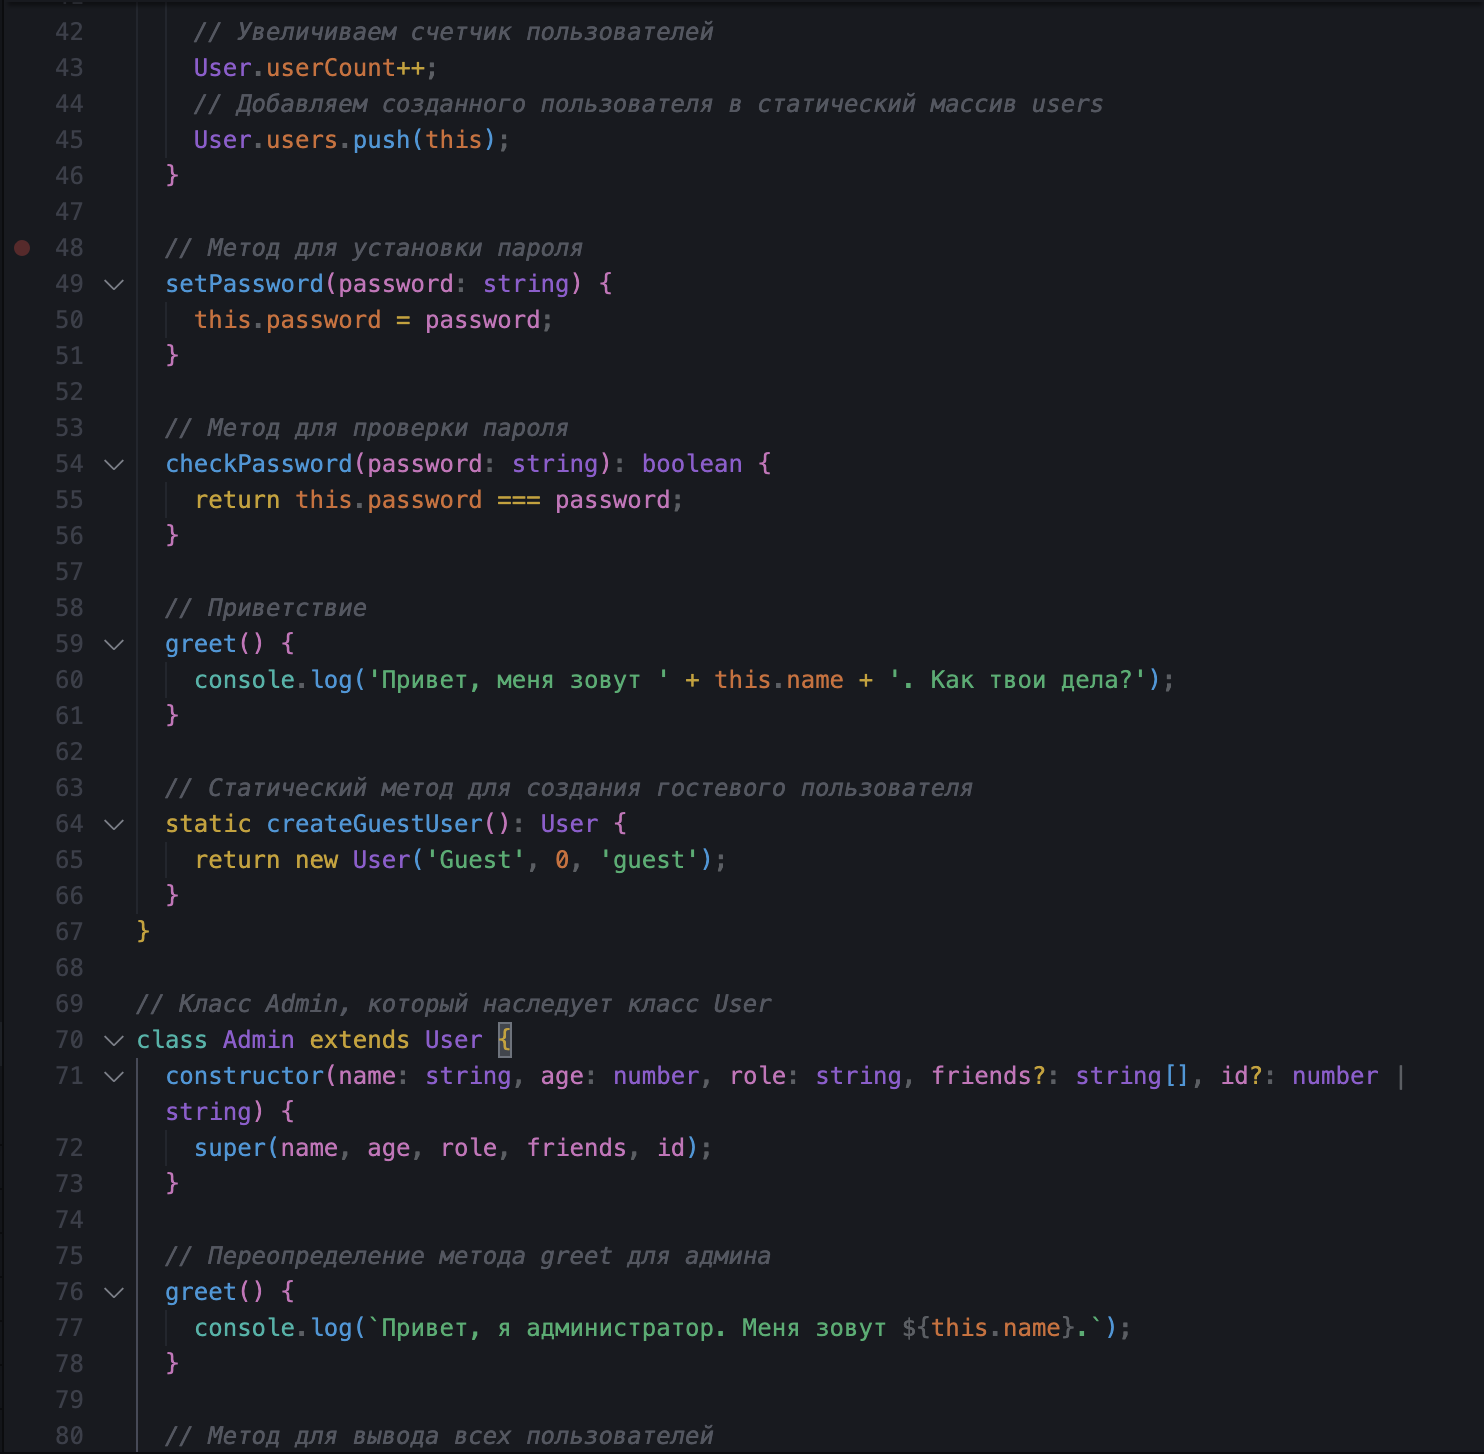 42 // Увеличиваем счетчик пользователей
43 User.userCount++;
44 // Добавляем созданного пользователя в статический массив users
45 User.users.push(this);
46 }
47
48 // Метод для установки пароля
49 setPassword(password: string) {
50 this.password = password;
51 }
52
53 // Метод для проверки пароля
54 checkPassword(password: string): boolean {
55 return this.password === password;
56 }
57
58 // Приветствие
59 greet() {
60 console.log('Привет, меня зовут ' + this.name + '. Как твои дела?');
61 }
62
63 // Статический метод для создания гостевого пользователя
64 static createGuestUser(): User {
65 return new User('Guest', 0, 'guest');
66 }
67 }
68
69 // Класс Admin, который наследует класс User
70 class Admin extends User {
71 constructor(name: string, age: number, role: string, friends?: string[], id?: number |
string) {
72 super(name, age, role, friends, id);
73 }
74
75 // Переопределение метода greet для админа
76 greet() {
77 console.log(`Привет, я администратор. Меня зовут ${this.name}.`);
78 }
79
80 // Метод для вывода всех пользователей